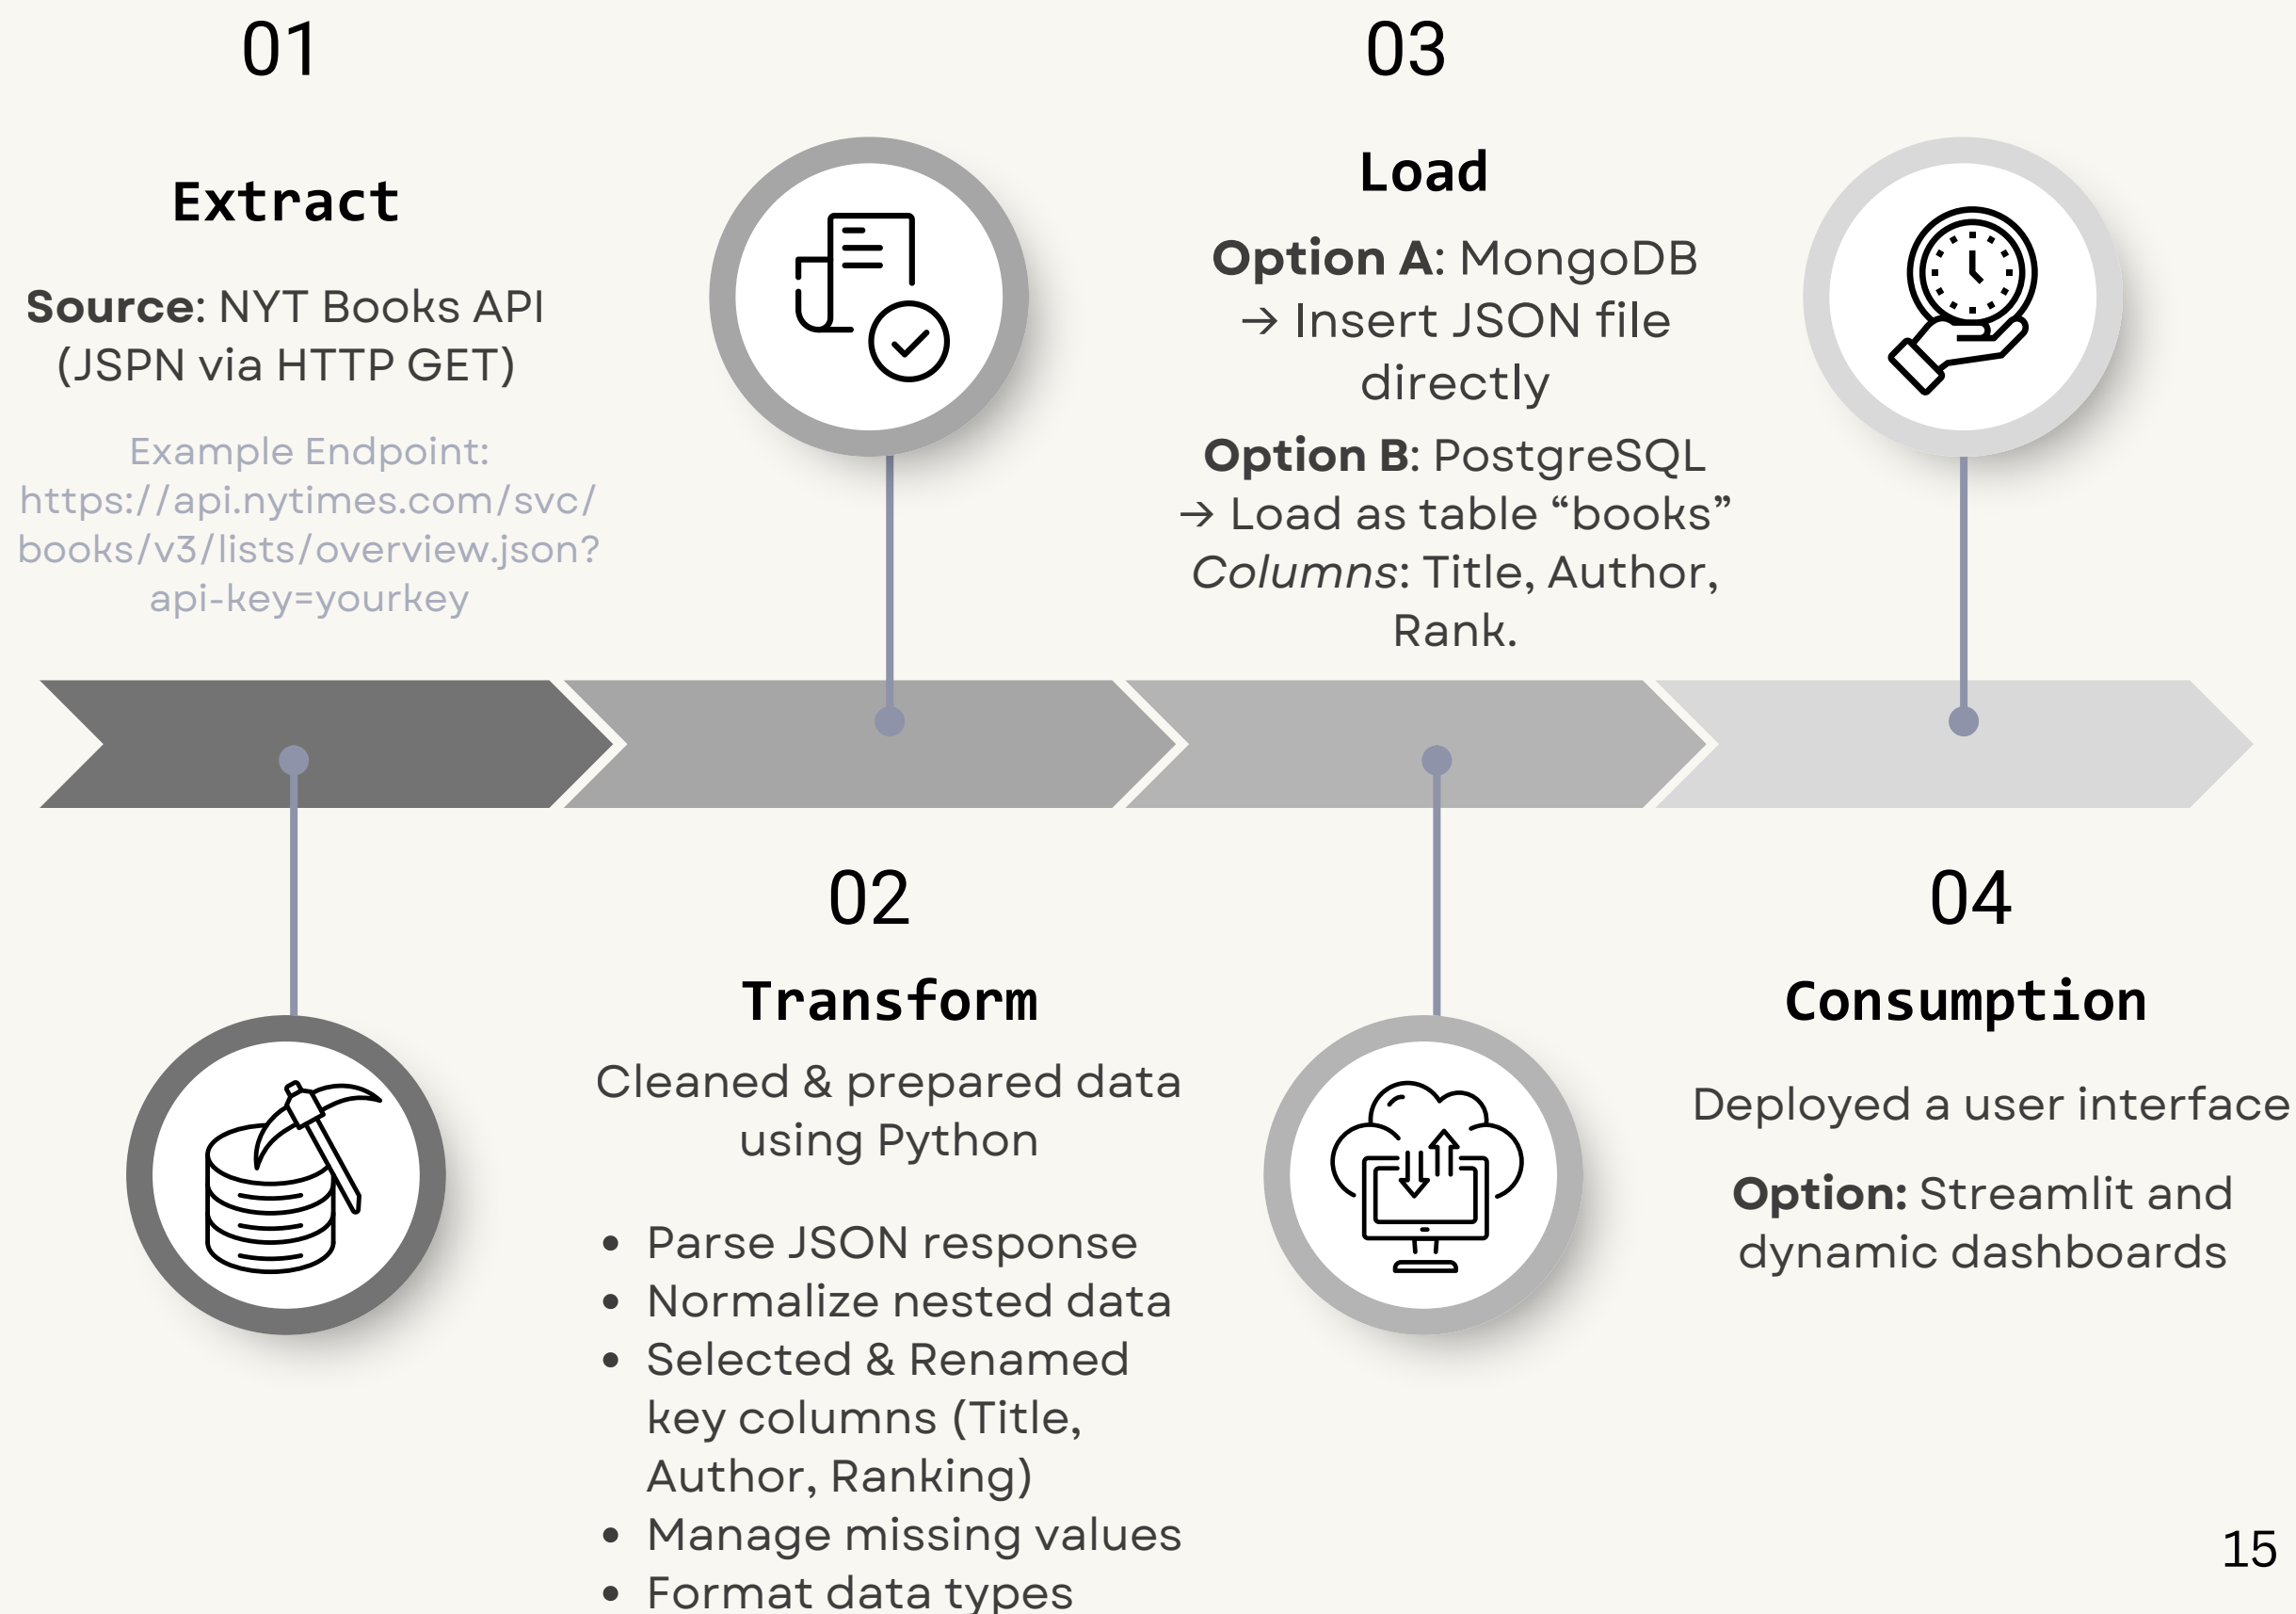 01
Extract
Source: NYT Books API
(JSPN via HTTP GET)
Example Endpoint:
https://api.nytimes.com/svc/
books/v3/lists/overview.json?
api-key=yourkey
02
Transform
Cleaned & prepared data
using Python
• Parse JSON response
• Normalize nested data
• Selected & Renamed
key columns (Title,
Author, Ranking)
• Manage missing values
• Format data types
03
Load
Option A: MongoDB
→ Insert JSON file
directly
Option B: PostgreSQL
→ Load as table “books”
Columns: Title, Author,
Rank.
04
Consumption
Deployed a user interface
Option: Streamlit and
dynamic dashboards
15